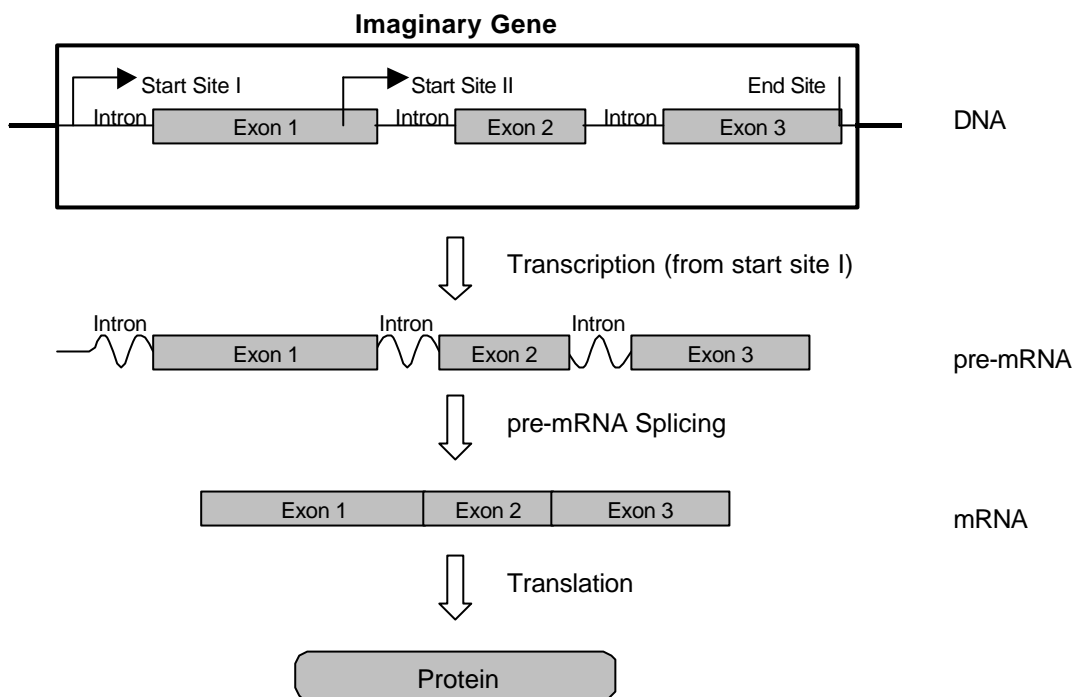 Imaginary Gene
Start Site I
Start Site II
End Site
Intron
Exon 1
Intron
Exon 2
Intron
Exon 3
DNA
Transcription (from start site I)
Intron
Intron
Intron
Exon 1
Exon 2
Exon 3
pre-mRNA
pre-mRNA Splicing
Exon 1
Exon 2
Exon 3
mRNA
Translation
Protein